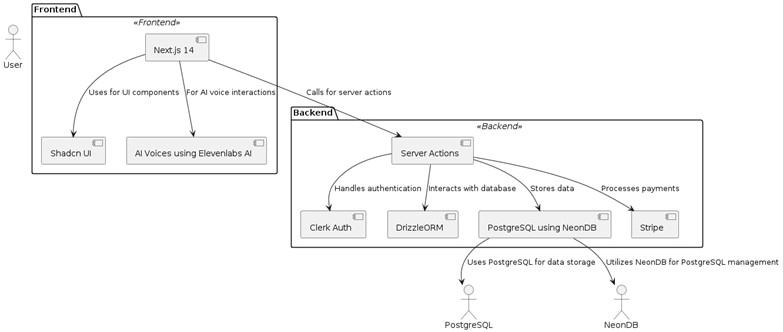 Frontend
«Frontend»
Next.js 14
User
Uses for UI components
For AI voice interactions
Calls for server actions
Shadcn UI
AI Voices using Elevenlabs AI
Backend
«Backend»
Server Actions
Handles authentication
Interacts with database
Stores data
Processes payments
Clerk Auth
DrizzleORM
PostgreSQL using NeonDB
Stripe
Uses PostgreSQL for data storage
Utilizes NeonDB for PostgreSQL management
PostgreSQL
NeonDB